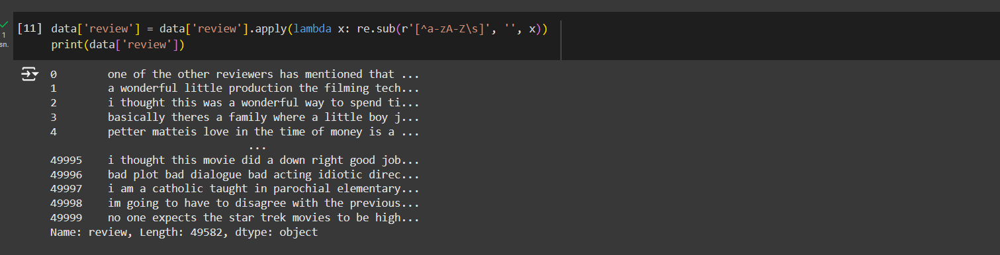 [11] data['review'] = data['review'].apply(lambda x: re.sub(r'[^a-zA-Z\s]', '', x))
1
sn.
print(data['review'])
0 one of the other reviewers has mentioned that ...
1 a wonderful little production the filming tech...
2 i thought this was a wonderful way to spend ti...
3 basically theres a family where a little boy j...
4 petter matteis love in the time of money is a ...
...
49995 i thought this movie did a down right good job...
49996 bad plot bad dialogue bad acting idiotic direc...
49997 i am a catholic taught in parochial elementary...
49998 im going to have to disagree with the previous...
49999 no one expects the star trek movies to be high...
Name: review, Length: 49582, dtype: object